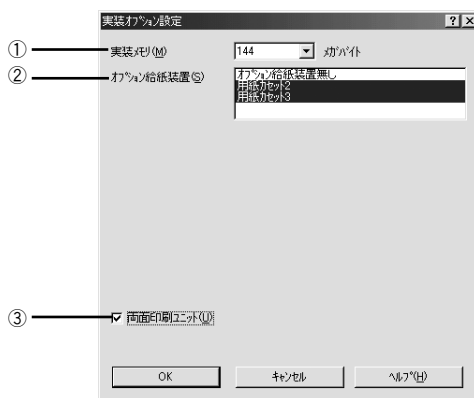 実装ｵﾌﾟｼｮﾝ設定
① 実装ﾒﾓﾘ(M) 144 ﾒｶﾞﾊﾞｲﾄ
② ｵﾌﾟｼｮﾝ給紙装置(S) ｵﾌﾟｼｮﾝ給紙装置無し
用紙ｶｾｯﾄ2
用紙ｶｾｯﾄ3
③ 両面印刷ﾕﾆｯﾄ(U)
OK ｷｬﾝｾﾙ ﾍﾙﾌﾟ(H)